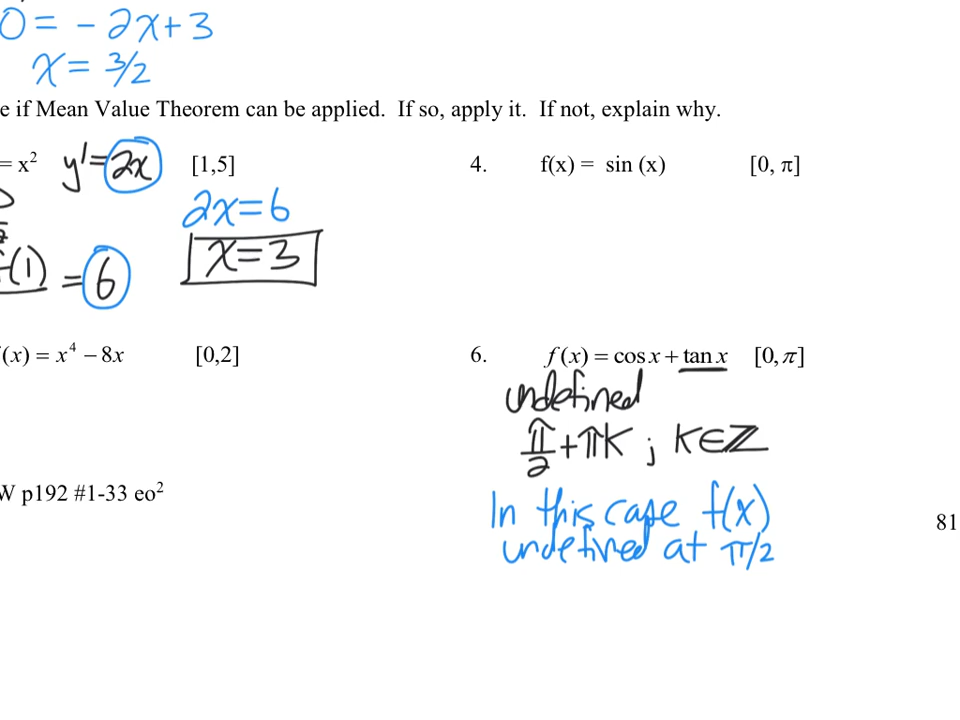 0 = - 2x + 3
x = 3/2
e if Mean Value Theorem can be applied. If so, apply it. If not, explain why.
= x² y' = 2x [1,5]
2x = 6
x = 3
-(1) = 6
4. f(x) = sin (x) [0, π]
(x) = x⁴ – 8x [0,2]
6. f(x) = cos x + tan x [0, π]
undefined
π/2 + πK ; K∈Z
In this case f(x)
undefined at π/2
W p192 #1-33 eo²
81